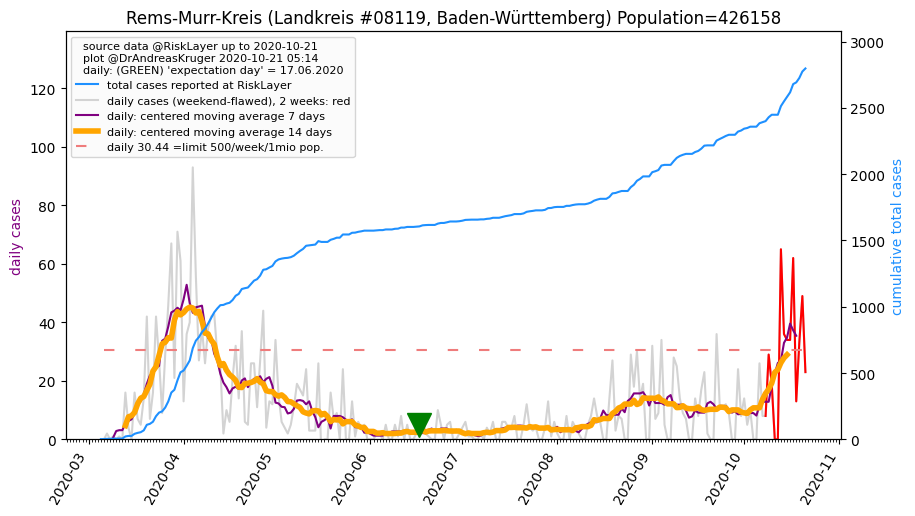 Rems-Murr-Kreis (Landkreis #08119, Baden-Württemberg) Population=426158
source data @RiskLayer up to 2020-10-21
plot @DrAndreasKruger 2020-10-21 05:14
daily: (GREEN) 'expectation day' = 17.06.2020
total cases reported at RiskLayer
daily cases (weekend-flawed), 2 weeks: red
daily: centered moving average 7 days
daily: centered moving average 14 days
daily 30.44 =limit 500/week/1mio pop.
daily cases
120
100
80
60
40
20
0
cumulative total cases
3000
2500
2000
1500
1000
500
0
2020-03
2020-04
2020-05
2020-06
2020-07
2020-08
2020-09
2020-10
2020-11